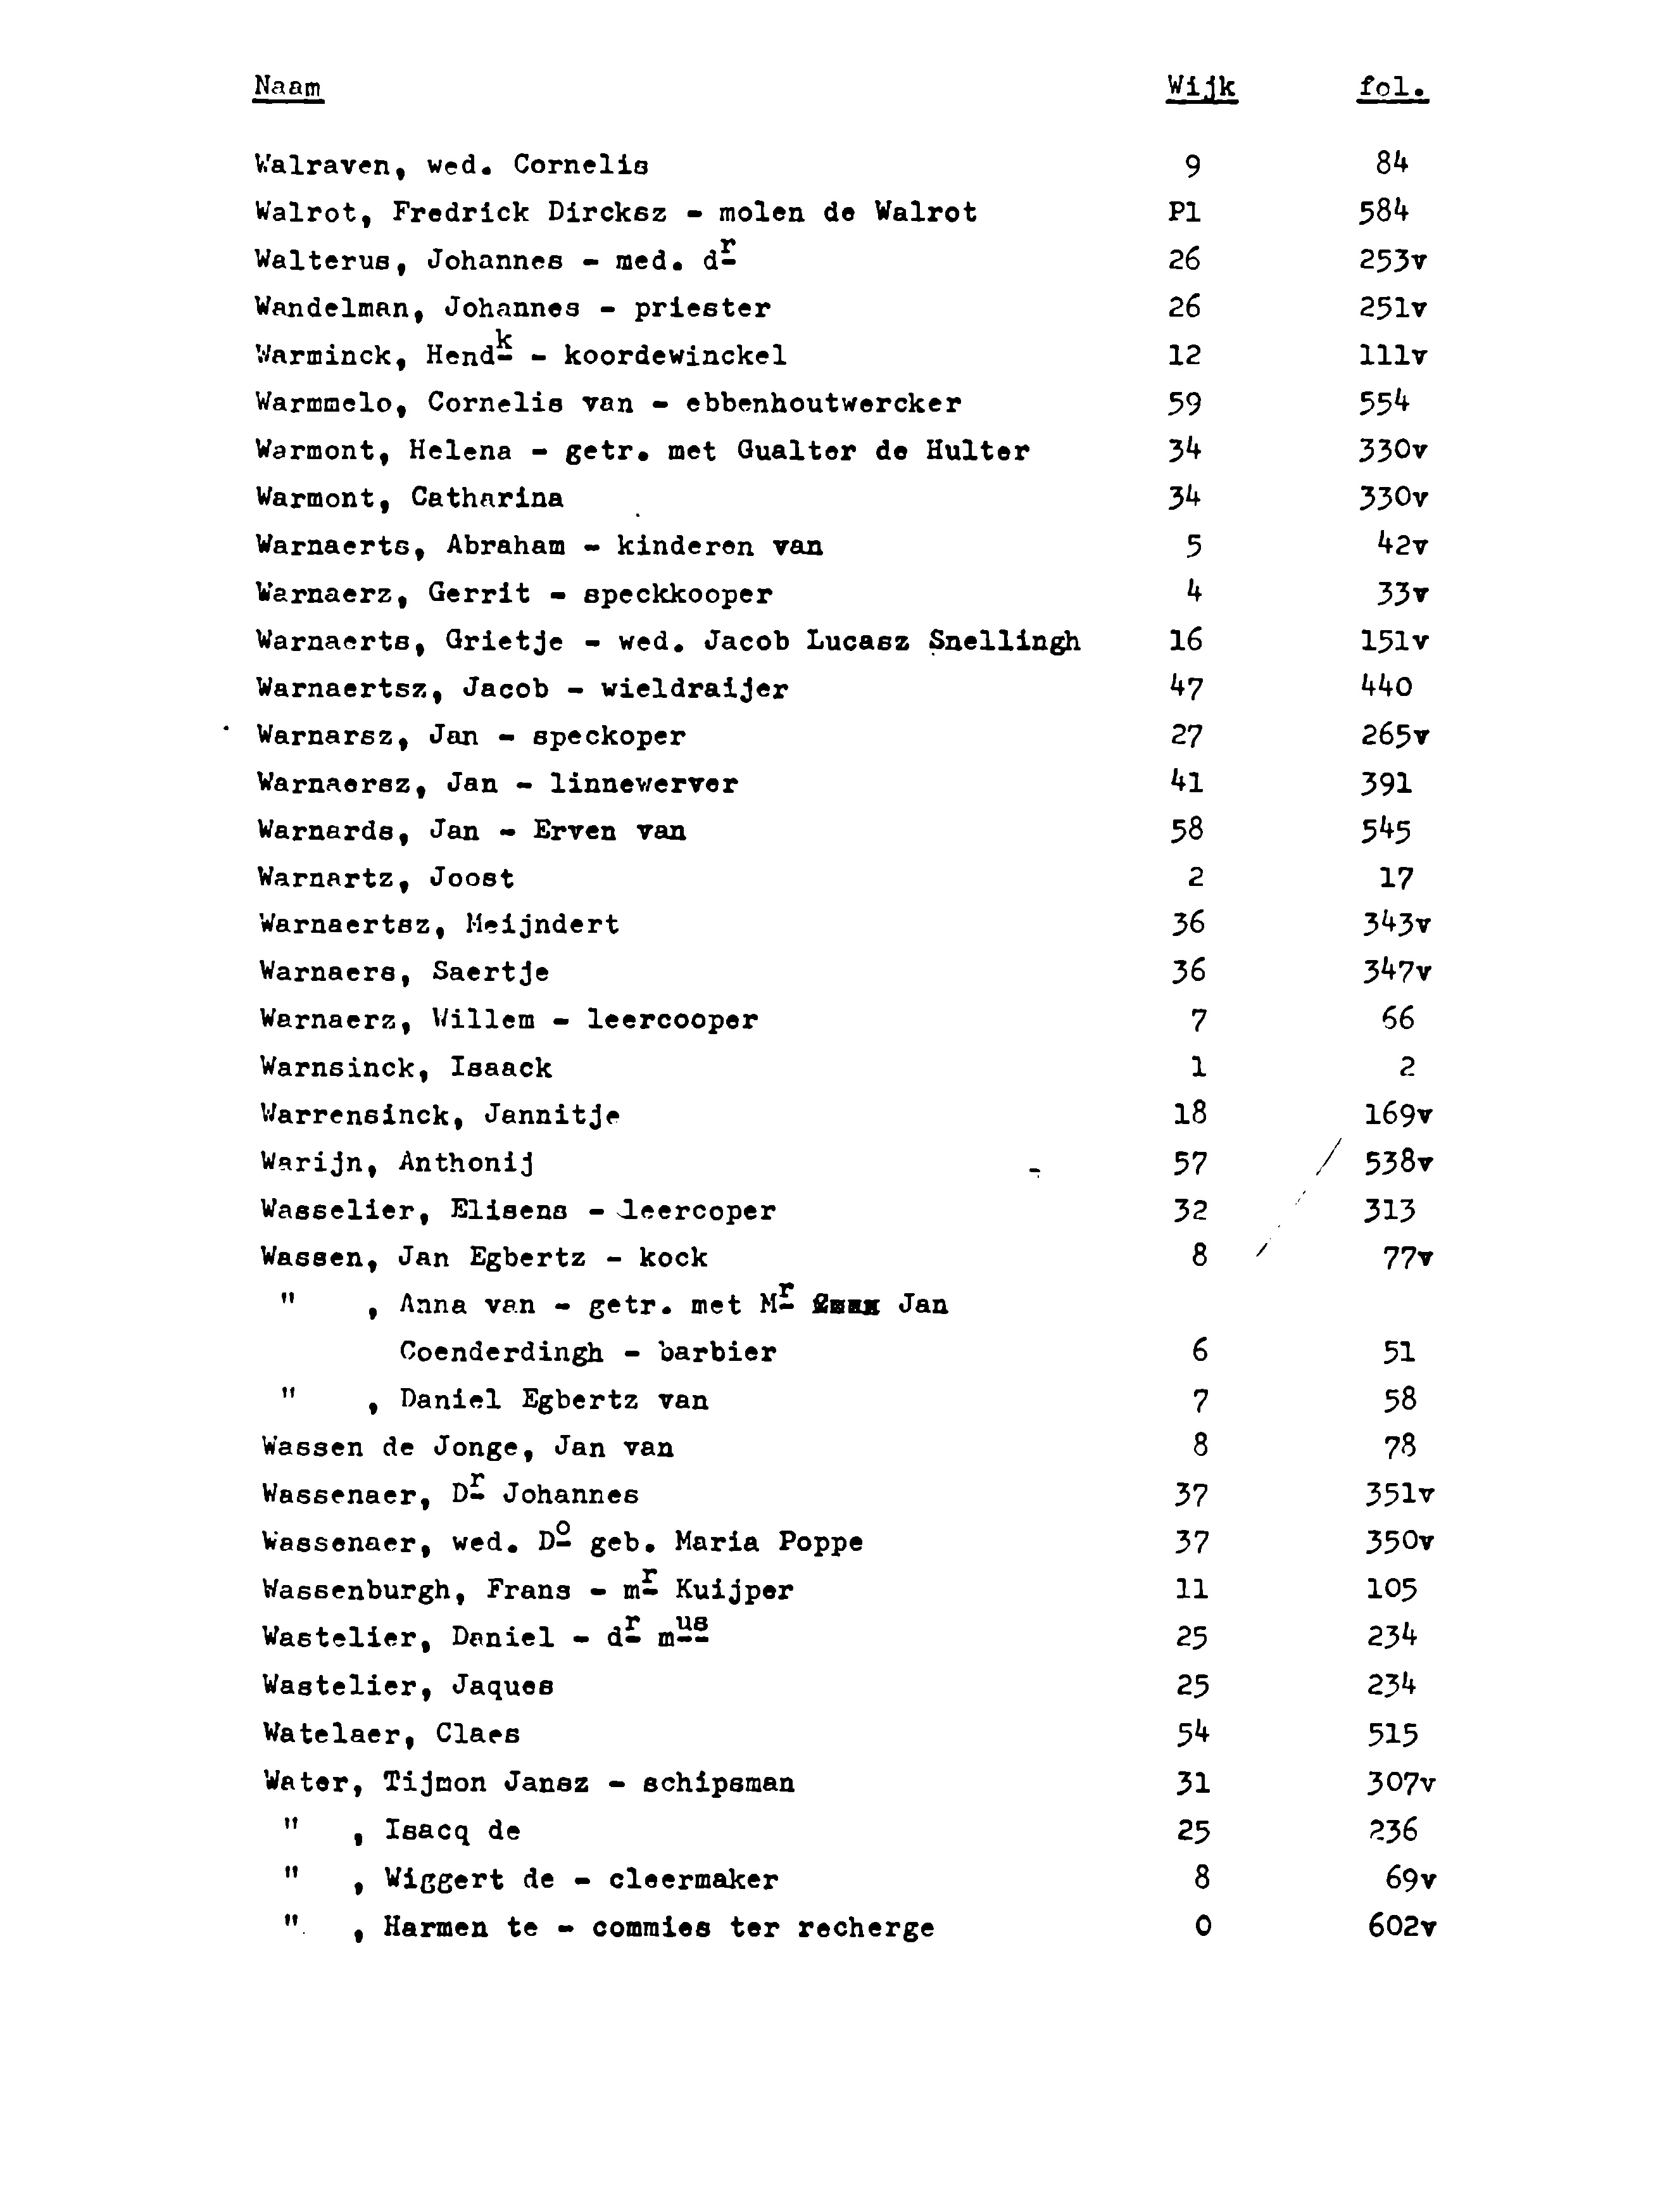 Naam Wijk fol.
Walraven, wed. Cornelis 9 84
Walrot, Fredrick Dircksz - molen de Walrot Pl 584
Walterus, Johannes - med. dr 26 253v
Wandelman, Johannes - priester 26 251v
Warminck, Hendk - koordewinckel 12 111v
Warmmelo, Cornelis van - ebbenhoutwercker 59 554
Warmont, Helena - getr. met Gualter de Hulter 34 330v
Warmont, Catharina 34 330v
Warnaerts, Abraham - kinderen van 5 42v
Warnaerz, Gerrit - speckkooper 4 33v
Warnaerts, Grietje - wed. Jacob Lucasz Snellingh 16 151v
Warnaertsz, Jacob - wieldraijer 47 440
Warnarsz, Jan - speckoper 27 265v
Warnaersz, Jan - linnewerver 41 391
Warnards, Jan - Erven van 58 545
Warnartz, Joost 2 17
Warnaertsz, Meijndert 36 343v
Warnaers, Saertje 36 347v
Warnaerz, Willem - leercooper 7 66
Warnsinck, Isaack 1 2
Warrensinck, Jannitje 18 169v
Warijn, Anthonij 57 538v
Wasselier, Elisens - leercoper 32 313
Wassen, Jan Egbertz - kock 8 77v
" , Anna van - getr. met Mr Jan
Coenderdingh - barbier 6 51
" , Daniel Egbertz van 7 58
Wassen de Jonge, Jan van 8 78
Wassenaer, Dr Johannes 37 351v
Wassenaer, wed. Do geb. Maria Poppe 37 350v
Wassenburgh, Frans - mr Kuijper 11 105
Wastelier, Daniel - dr mus 25 234
Wastelier, Jaques 25 234
Watelaer, Claes 54 515
Water, Tijmon Jansz - schipsman 31 307v
" , Isacq de 25 236
" , Wiggert de - cleermaker 8 69v
" , Harmen te - commies ter recherge 0 602v